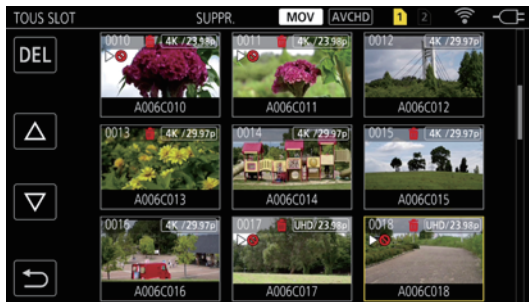 TOUS SLOT SUPPR. MOV AVCHD 1 2
DEL
0010 4K /23.98p
A006C010
0011 4K /23.98p
A006C011
0012 4K /29.97p
A006C012
0013 4K /29.97p
A006C013
0014 4K /29.97p
A006C014
0015 4K /29.97p
A006C015
0016 4K /29.97p
A006C016
0017 UHD/23.98p
A006C017
0018 UHD/23.98p
A006C018